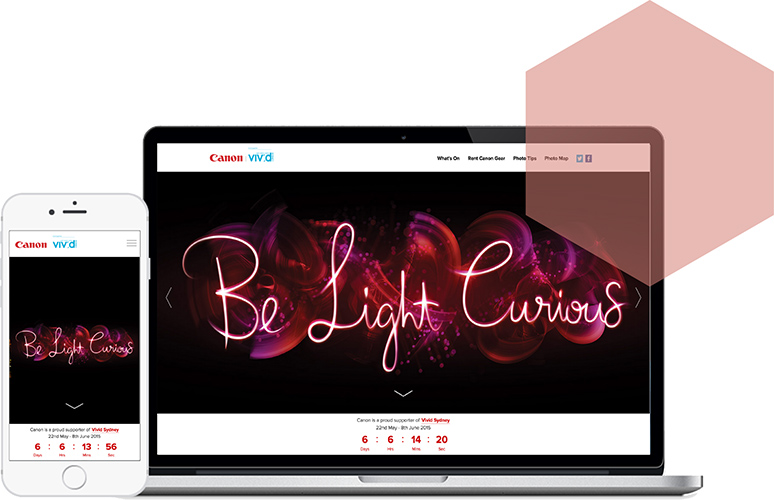 Canon VIVID
What's On Rent Canon Gear Photo Tips Photo Map
Be Light Curious
Canon is a proud supporter of Vivid Sydney
22nd May - 8th June 2015
6 : 6 : 14 : 20
Days Hrs Mins Sec
Canon VIVID
Be Light Curious
Canon is a proud supporter of Vivid Sydney
22nd May - 8th June 2015
6 : 6 : 13 : 56
Days Hrs Mins Sec